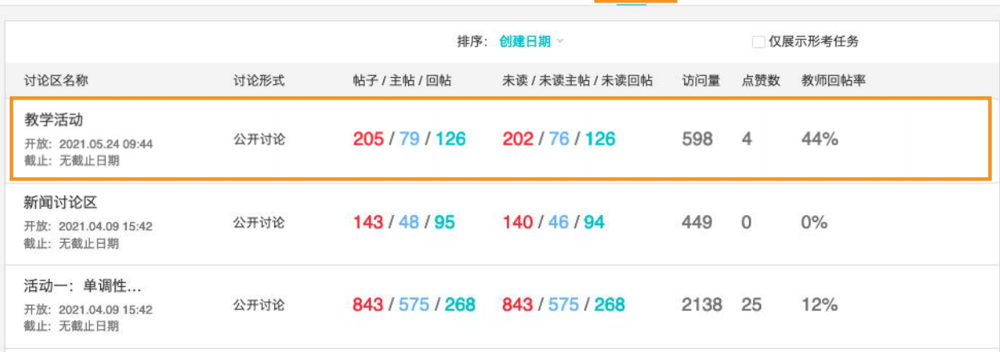 排序: 创建日期 仅展示形考任务
讨论区名称 讨论形式 帖子 / 主帖 / 回帖 未读 / 未读主帖 / 未读回帖 访问量 点赞数 教师回帖率
教学活动
开放: 2021.05.24 09:44
截止: 无截止日期
公开讨论 205 / 79 / 126 202 / 76 / 126 598 4 44%
新闻讨论区
开放: 2021.04.09 15:42
截止: 无截止日期
公开讨论 143 / 48 / 95 140 / 46 / 94 449 0 0%
活动一: 单调性...
开放: 2021.04.09 15:42
截止: 无截止日期
公开讨论 843 / 575 / 268 843 / 575 / 268 2138 25 12%